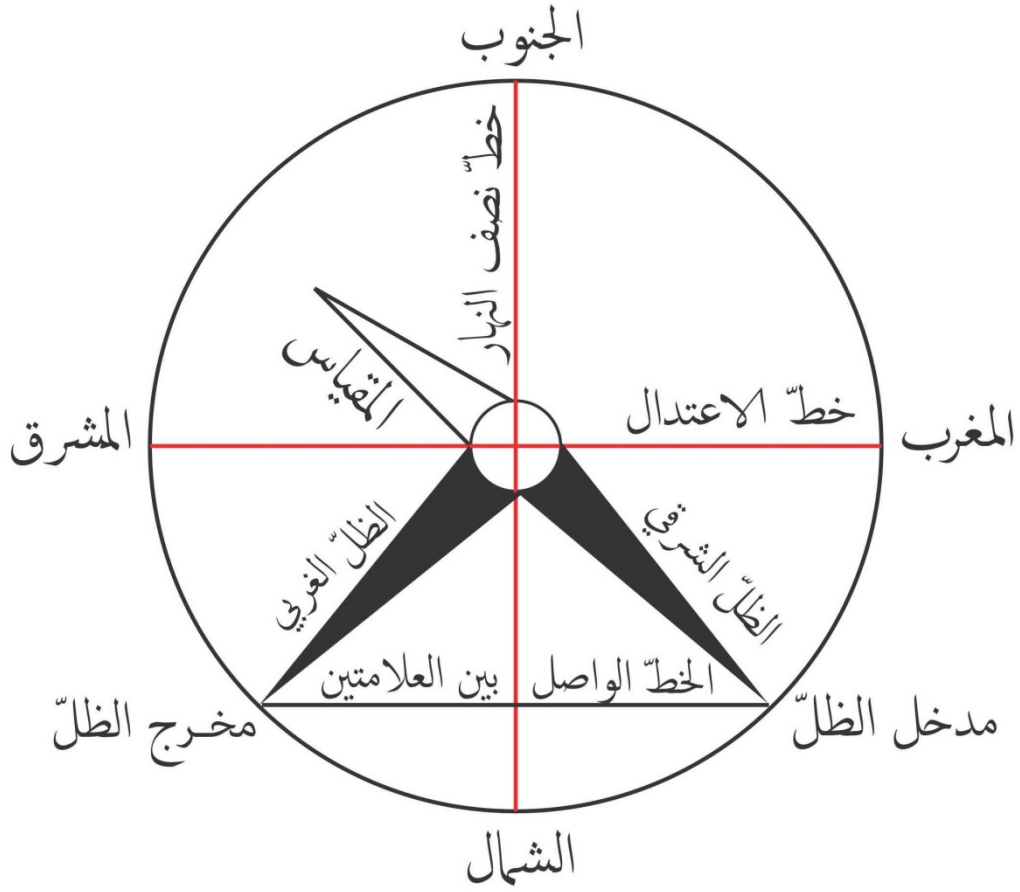 الجنوب
خطّ نصف النهار
المقياس
خطّ الاعتدال
المغرب
المشرق
الظلّ الشرقي
الظلّ الغربي
الخطّ الواصل بين العلامتين
مدخل الظلّ
مخرج الظلّ
الشمال